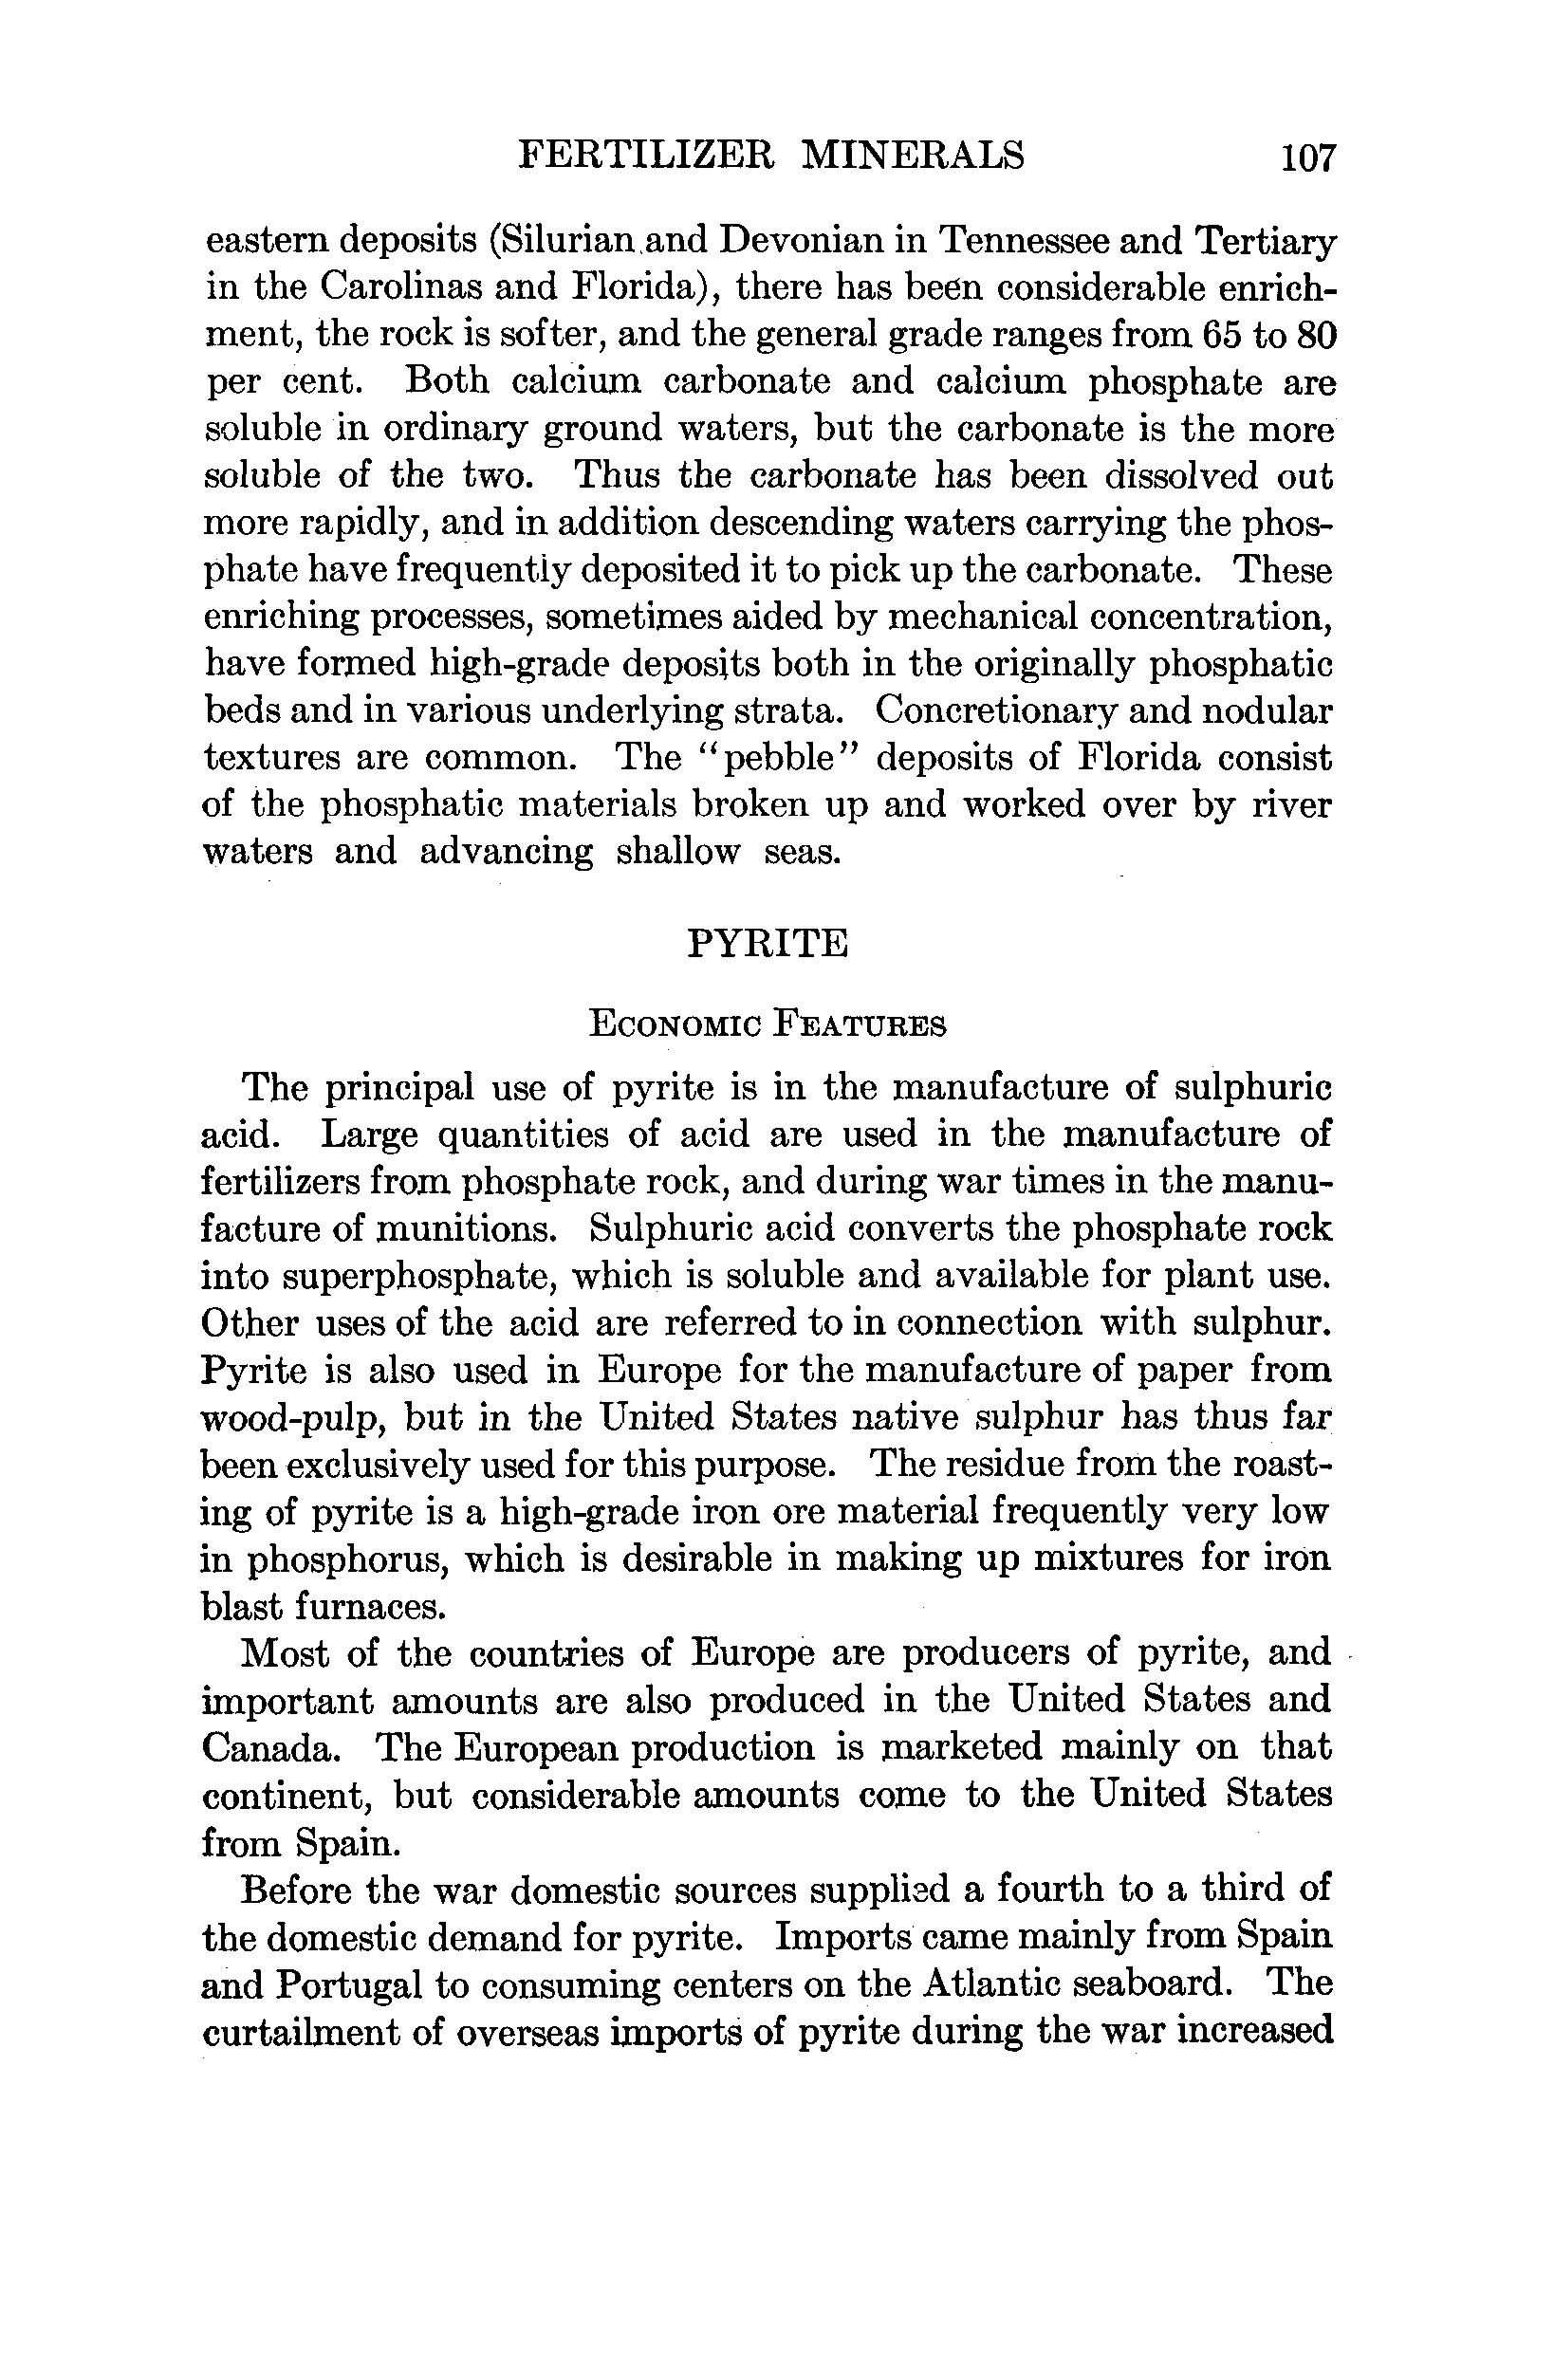 FERTILIZER MINERALS 107
eastern deposits (Silurian and Devonian in Tennessee and Tertiary
in the Carolinas and Florida), there has been considerable enrich-
ment, the rock is softer, and the general grade ranges from 65 to 80
per cent. Both calcium carbonate and calcium phosphate are
soluble in ordinary ground waters, but the carbonate is the more
soluble of the two. Thus the carbonate has been dissolved out
more rapidly, and in addition descending waters carrying the phos-
phate have frequently deposited it to pick up the carbonate. These
enriching processes, sometimes aided by mechanical concentration,
have formed high-grade deposits both in the originally phosphatic
beds and in various underlying strata. Concretionary and nodular
textures are common. The "pebble" deposits of Florida consist
of the phosphatic materials broken up and worked over by river
waters and advancing shallow seas.
PYRITE
ECONOMIC FEATURES
The principal use of pyrite is in the manufacture of sulphuric
acid. Large quantities of acid are used in the manufacture of
fertilizers from phosphate rock, and during war times in the manu-
facture of munitions. Sulphuric acid converts the phosphate rock
into superphosphate, which is soluble and available for plant use.
Other uses of the acid are referred to in connection with sulphur.
Pyrite is also used in Europe for the manufacture of paper from
wood-pulp, but in the United States native sulphur has thus far
been exclusively used for this purpose. The residue from the roast-
ing of pyrite is a high-grade iron ore material frequently very low
in phosphorus, which is desirable in making up mixtures for iron
blast furnaces.
Most of the countries of Europe are producers of pyrite, and
important amounts are also produced in the United States and
Canada. The European production is marketed mainly on that
continent, but considerable amounts come to the United States
from Spain.
Before the war domestic sources supplied a fourth to a third of
the domestic demand for pyrite. Imports came mainly from Spain
and Portugal to consuming centers on the Atlantic seaboard. The
curtailment of overseas imports of pyrite during the war increased